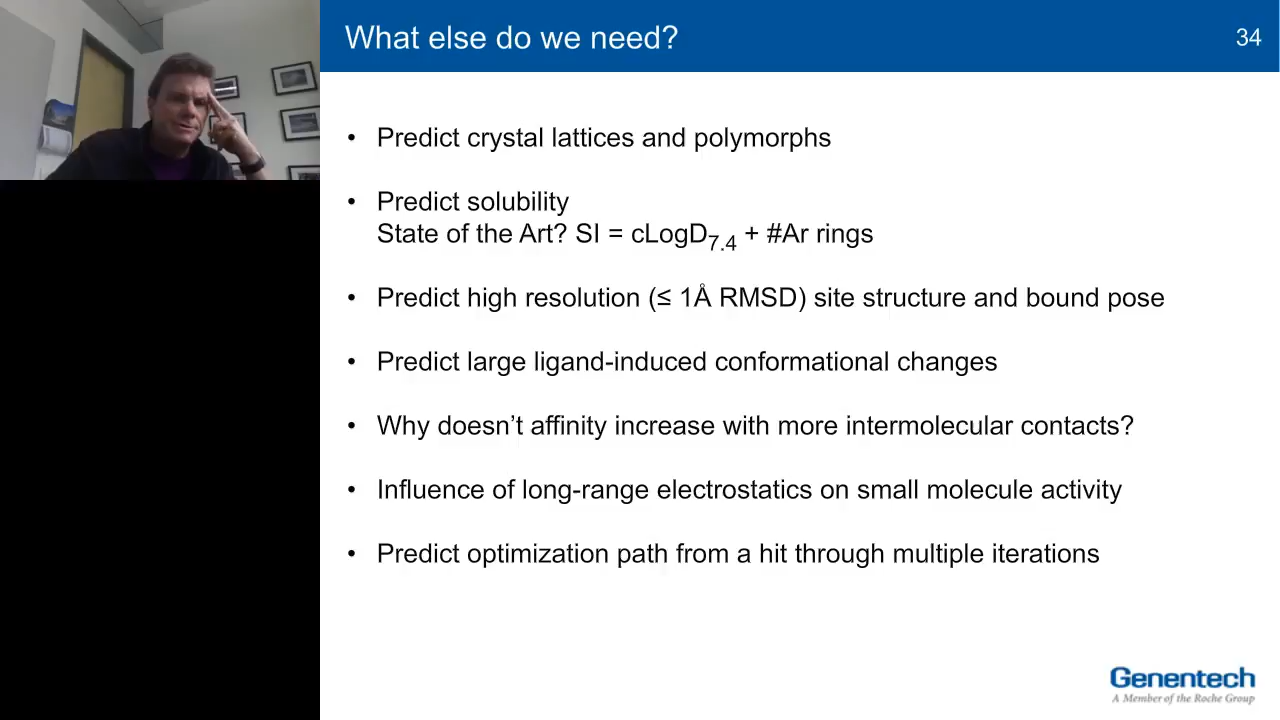 What else do we need?
34
• Predict crystal lattices and polymorphs
• Predict solubility
State of the Art? SI = cLogD7.4 + #Ar rings
• Predict high resolution (≤ 1Å RMSD) site structure and bound pose
• Predict large ligand-induced conformational changes
• Why doesn’t affinity increase with more intermolecular contacts?
• Influence of long-range electrostatics on small molecule activity
• Predict optimization path from a hit through multiple iterations
Genentech
A Member of the Roche Group